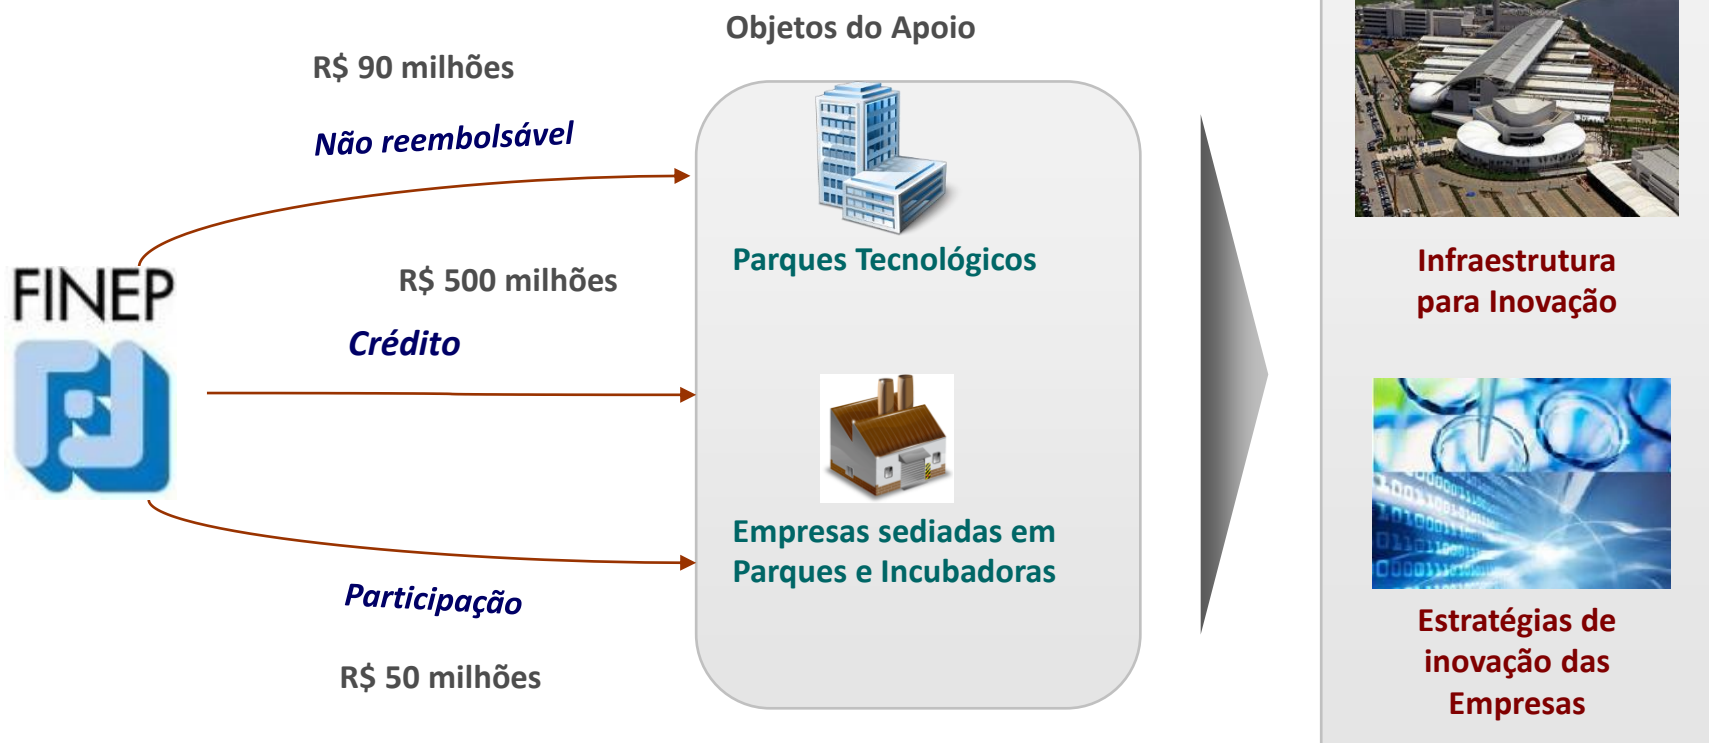 Objetos do Apoio
R$ 90 milhões
Não reembolsável
R$ 500 milhões
Crédito
FINEP
Participação
R$ 50 milhões
Parques Tecnológicos
Empresas sediadas em
Parques e Incubadoras
Infraestrutura
para Inovação
Estratégias de
inovação das
Empresas